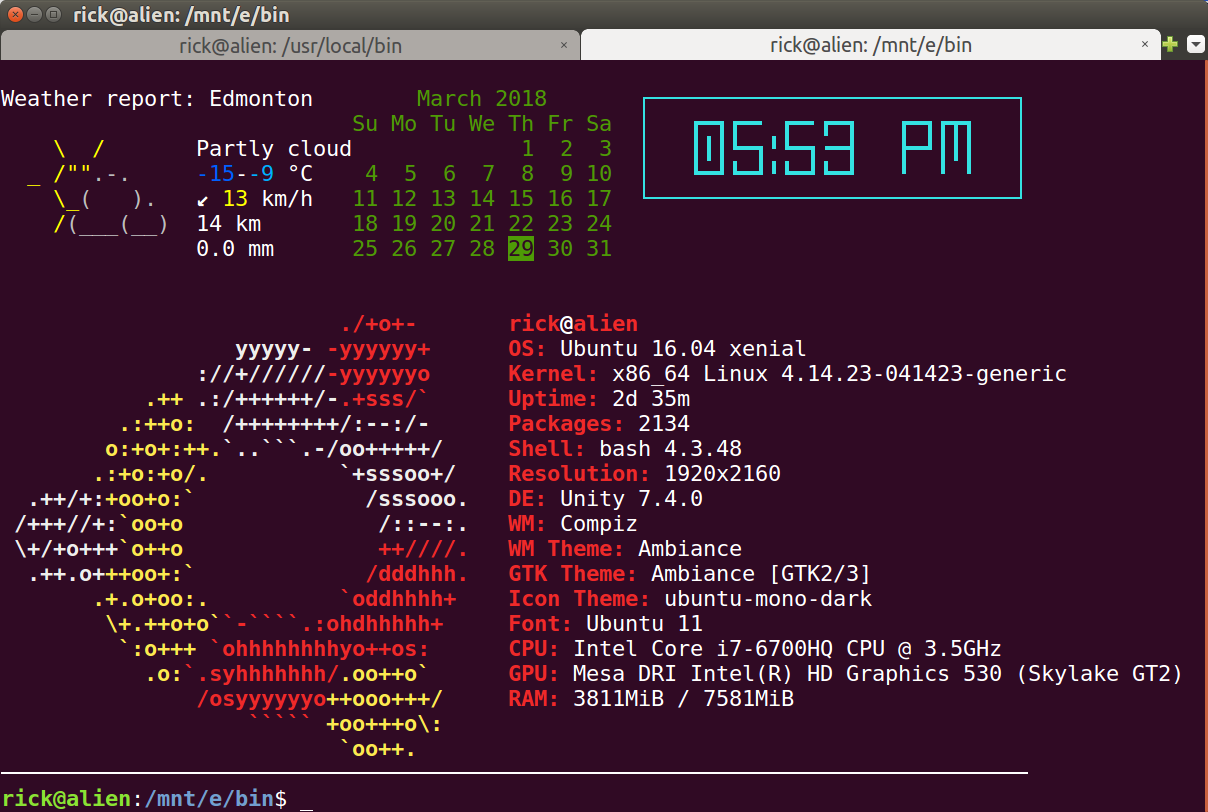 rick@alien: /mnt/e/bin
rick@alien: /usr/local/bin × rick@alien: /mnt/e/bin ×
Weather report: Edmonton March 2018 05:53 PM
Su Mo Tu We Th Fr Sa
\ / Partly cloud 1 2 3
_ /"".-. -15--9 °C 4 5 6 7 8 9 10
\_( ). ↙ 13 km/h 11 12 13 14 15 16 17
/(___(__) 14 km 18 19 20 21 22 23 24
0.0 mm 25 26 27 28 29 30 31
./+o+- rick@alien
yyyyy- -yyyyyy+ OS: Ubuntu 16.04 xenial
://+//////-yyyyyyo Kernel: x86_64 Linux 4.14.23-041423-generic
.++ .:/++++++/-.+sss/` Uptime: 2d 35m
.:++o: /++++++++/:--:/- Packages: 2134
o:+o+:++.`..```.-/oo+++++/ Shell: bash 4.3.48
.:+o:+o/. `+sssoo+/ Resolution: 1920x2160
.++/+:+oo+o:` /sssooo. DE: Unity 7.4.0
/+++//+:`oo+o /::--:. WM: Compiz
\+/+o+++`o++o ++////. WM Theme: Ambiance
.++.o+++oo+:` /dddhhh. GTK Theme: Ambiance [GTK2/3]
.+.o+oo:. `oddhhhh+ Icon Theme: ubuntu-mono-dark
\+.++o+o``-````.:ohdhhhhh+ Font: Ubuntu 11
`:o+++ `ohhhhhhhhyo++os: CPU: Intel Core i7-6700HQ CPU @ 3.5GHz
.o:`.syhhhhhhh/.oo++o` GPU: Mesa DRI Intel(R) HD Graphics 530 (Skylake GT2)
/osyyyyyyo++ooo+++/ RAM: 3811MiB / 7581MiB
````` +oo+++o\:
`oo++.
rick@alien:/mnt/e/bin$ _